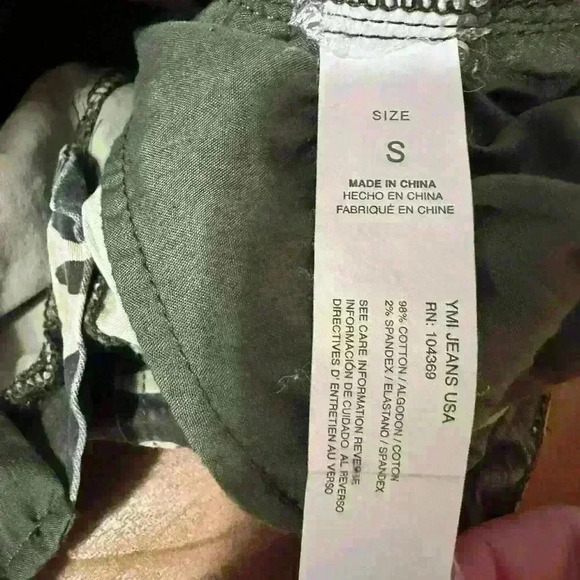 SIZE
S
MADE IN CHINA
HECHO EN CHINA
FABRIQUÉ EN CHINE
YMI JEANS USA
RN: 104369
98% COTTON / ALGODON / COTON
2% SPANDEX / ELASTANO / SPANDEX
SEE CARE INFORMATION REVERSE
INFORMACIÓN DE CUIDADO AL REVERSO
DIRECTIVES D'ENTRETIEN AU VERSO